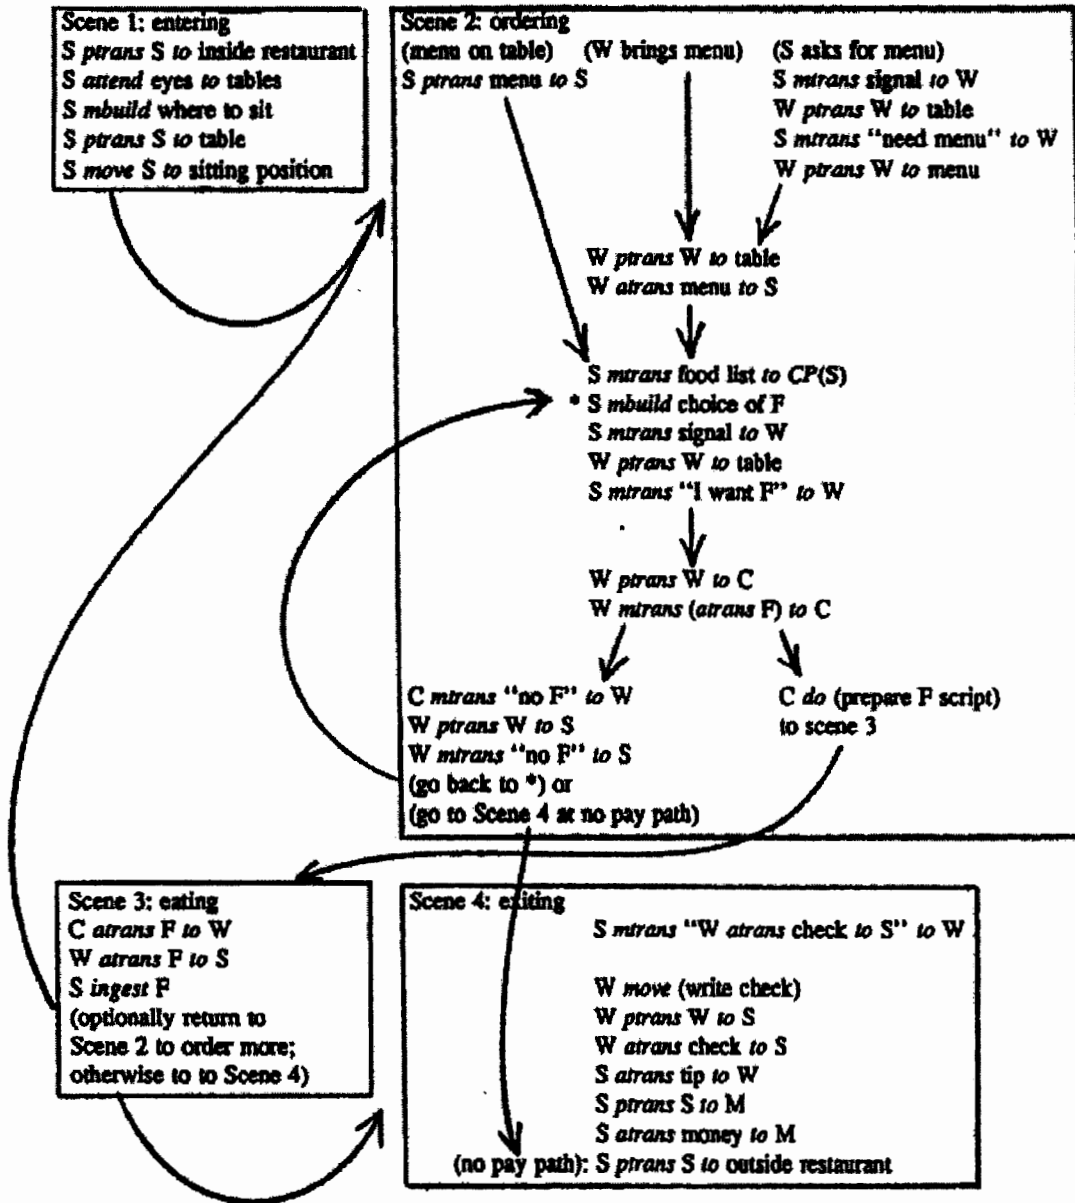 Scene 1: entering
S ptrans S to inside restaurant
S attend eyes to tables
S mbuild where to sit
S ptrans S to table
S move S to sitting position
Scene 2: ordering
(menu on table) (W brings menu) (S asks for menu)
S ptrans menu to S
S mtrans signal to W
W ptrans W to table
S mtrans "need menu" to W
W ptrans W to menu
W ptrans W to table
W atrans menu to S
S mtrans food list to CP(S)
* S mbuild choice of F
S mtrans signal to W
W ptrans W to table
S mtrans "I want F" to W
W ptrans W to C
W mtrans (atrans F) to C
C mtrans "no F" to W
W ptrans W to S
W mtrans "no F" to S
(go back to *) or
(go to Scene 4 at no pay path)
C do (prepare F script)
to scene 3
Scene 3: eating
C atrans F to W
W atrans F to S
S ingest F
(optionally return to
Scene 2 to order more;
otherwise to to Scene 4)
Scene 4: exiting
S mtrans "W atrans check to S" to W
W move (write check)
W ptrans W to S
W atrans check to S
S atrans tip to W
S ptrans S to M
S atrans money to M
(no pay path): S ptrans S to outside restaurant